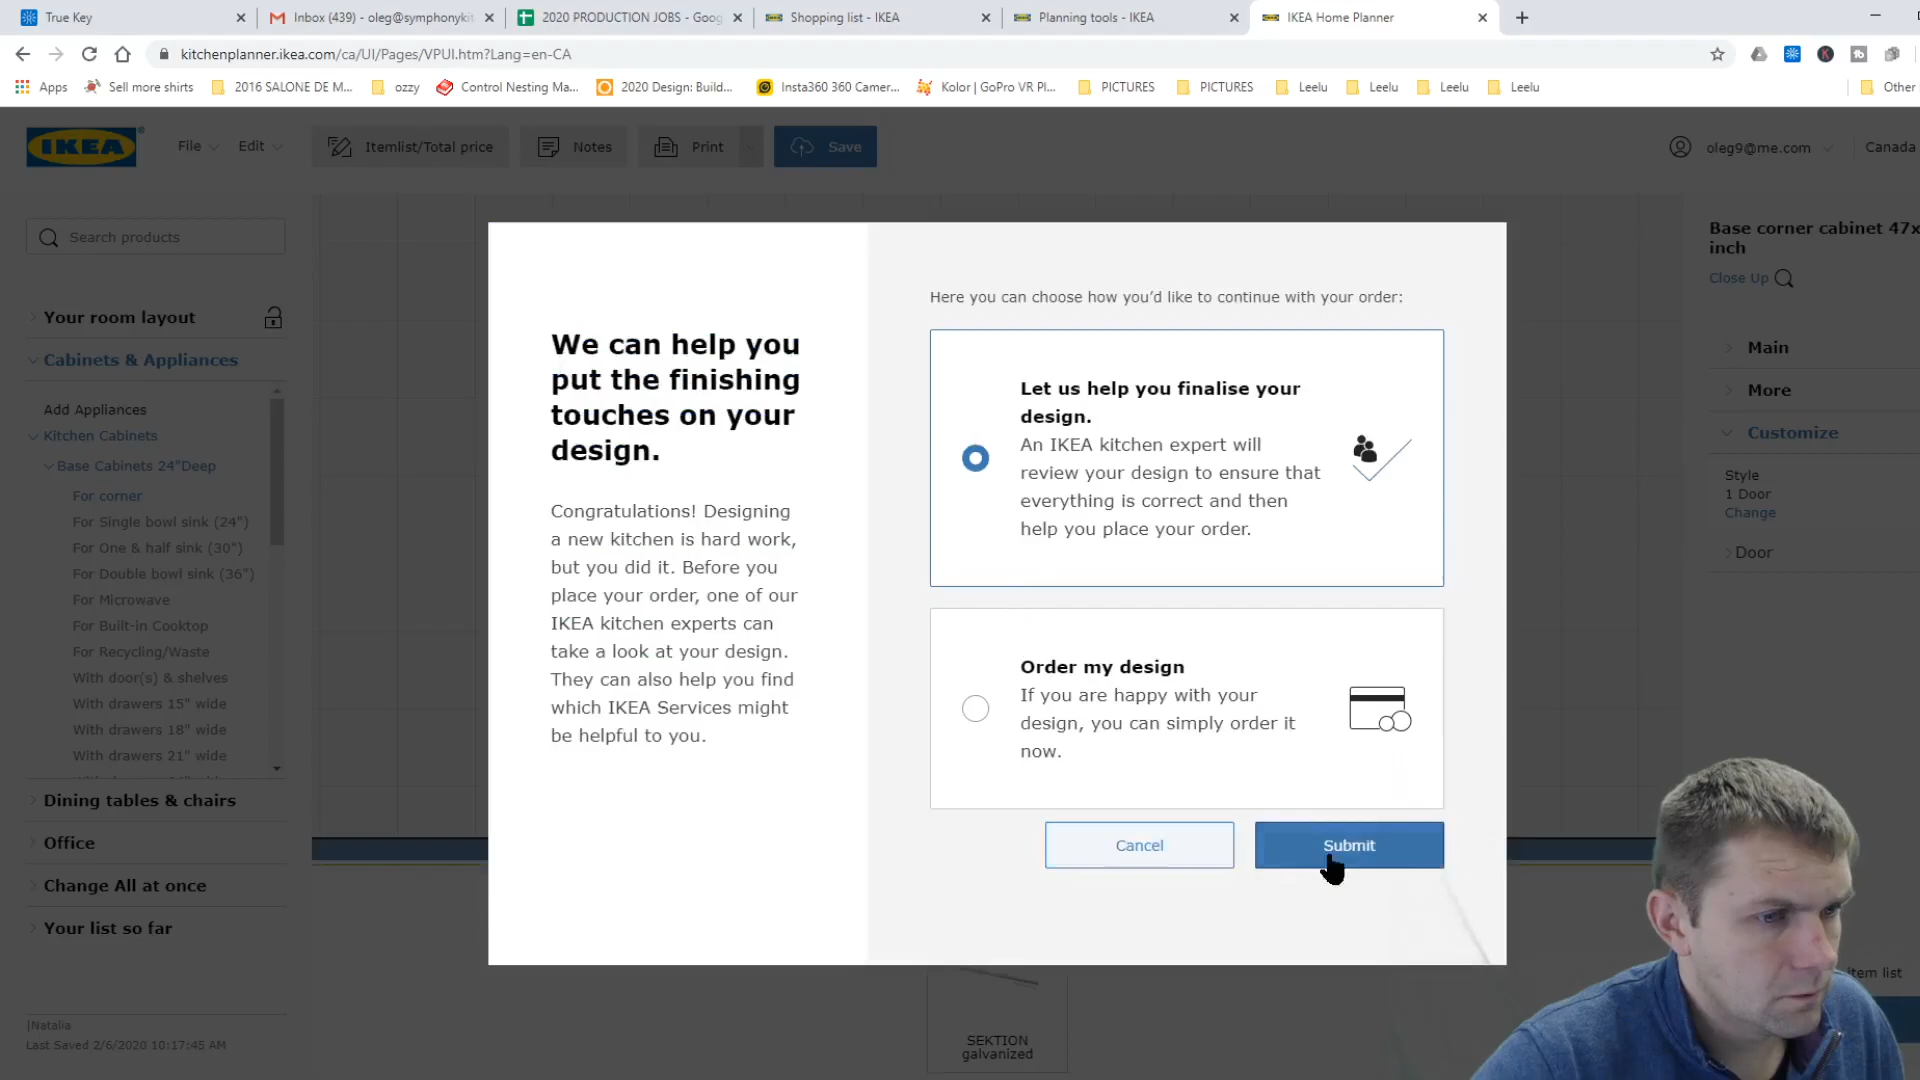 True Key
Inbox (439) - oleg@symphonykit
2020 PRODUCTION JOBS - Goog
Shopping list - IKEA
Planning tools - IKEA
IKEA Home Planner
kitchenplanner.ikea.com/ca/UI/Pages/VPUI.htm?Lang=en-CA
Apps
Sell more shirts
2016 SALONE DE M...
ozzy
Control Nesting Ma...
2020 Design: Build...
Insta360 360 Camer...
Kolor | GoPro VR Pl...
PICTURES
PICTURES
Leelu
Leelu
Leelu
Leelu
Other
IKEA
File
Edit
Itemlist/Total price
Notes
Print
Save
oleg9@me.com
Canada
Search products
Your room layout
Cabinets & Appliances
Add Appliances
Kitchen Cabinets
Base Cabinets 24"Deep
For corner
For Single bowl sink (24")
For One & half sink (30")
For Double bowl sink (36")
For Microwave
For Built-in Cooktop
For Recycling/Waste
With door(s) & shelves
With drawers 15" wide
With drawers 18" wide
With drawers 21" wide
Dining tables & chairs
Office
Change All at once
Your list so far
|Natalia
Last Saved 2/6/2020 10:17:45 AM
We can help you
put the finishing
touches on your
design.
Congratulations! Designing
a new kitchen is hard work,
but you did it. Before you
place your order, one of our
IKEA kitchen experts can
take a look at your design.
They can also help you find
which IKEA Services might
be helpful to you.
Here you can choose how you'd like to continue with your order:
Let us help you finalise your
design.
An IKEA kitchen expert will
review your design to ensure that
everything is correct and then
help you place your order.
Order my design
If you are happy with your
design, you can simply order it
now.
Cancel
Submit
SEKTION
galvanized
Base corner cabinet 47x
inch
Close Up
Main
More
Customize
Style
1 Door
Change
Door
item list